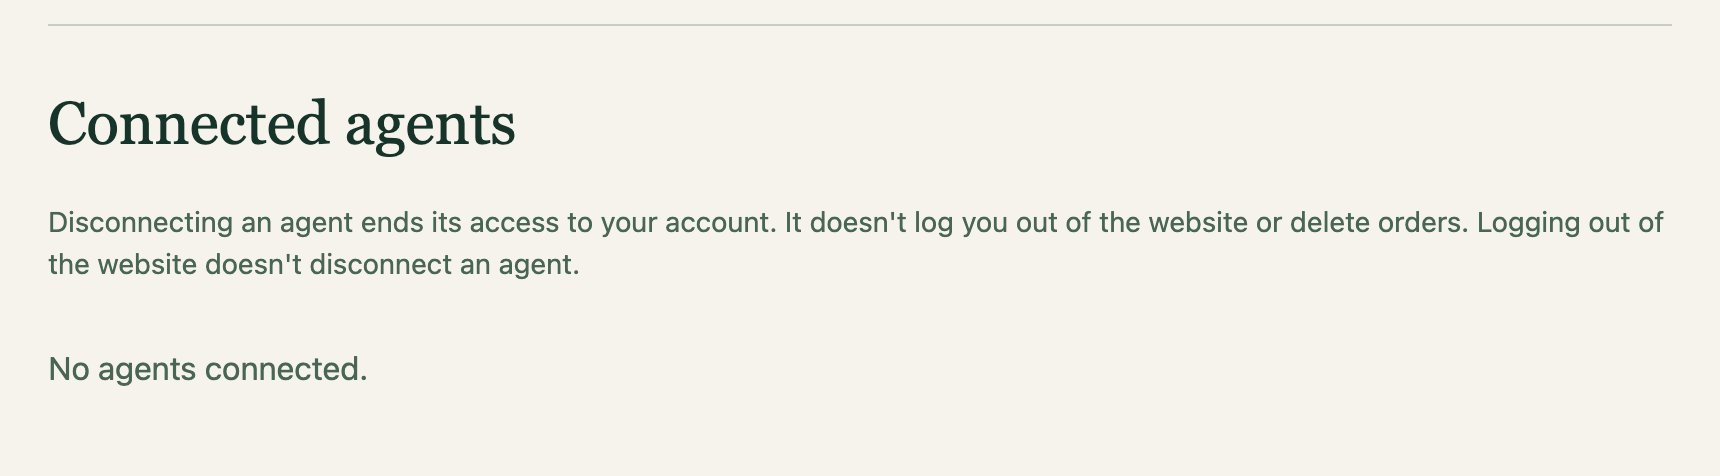 Connected agents
Disconnecting an agent ends its access to your account. It doesn't log you out of the website or delete orders. Logging out of
the website doesn't disconnect an agent.
No agents connected.